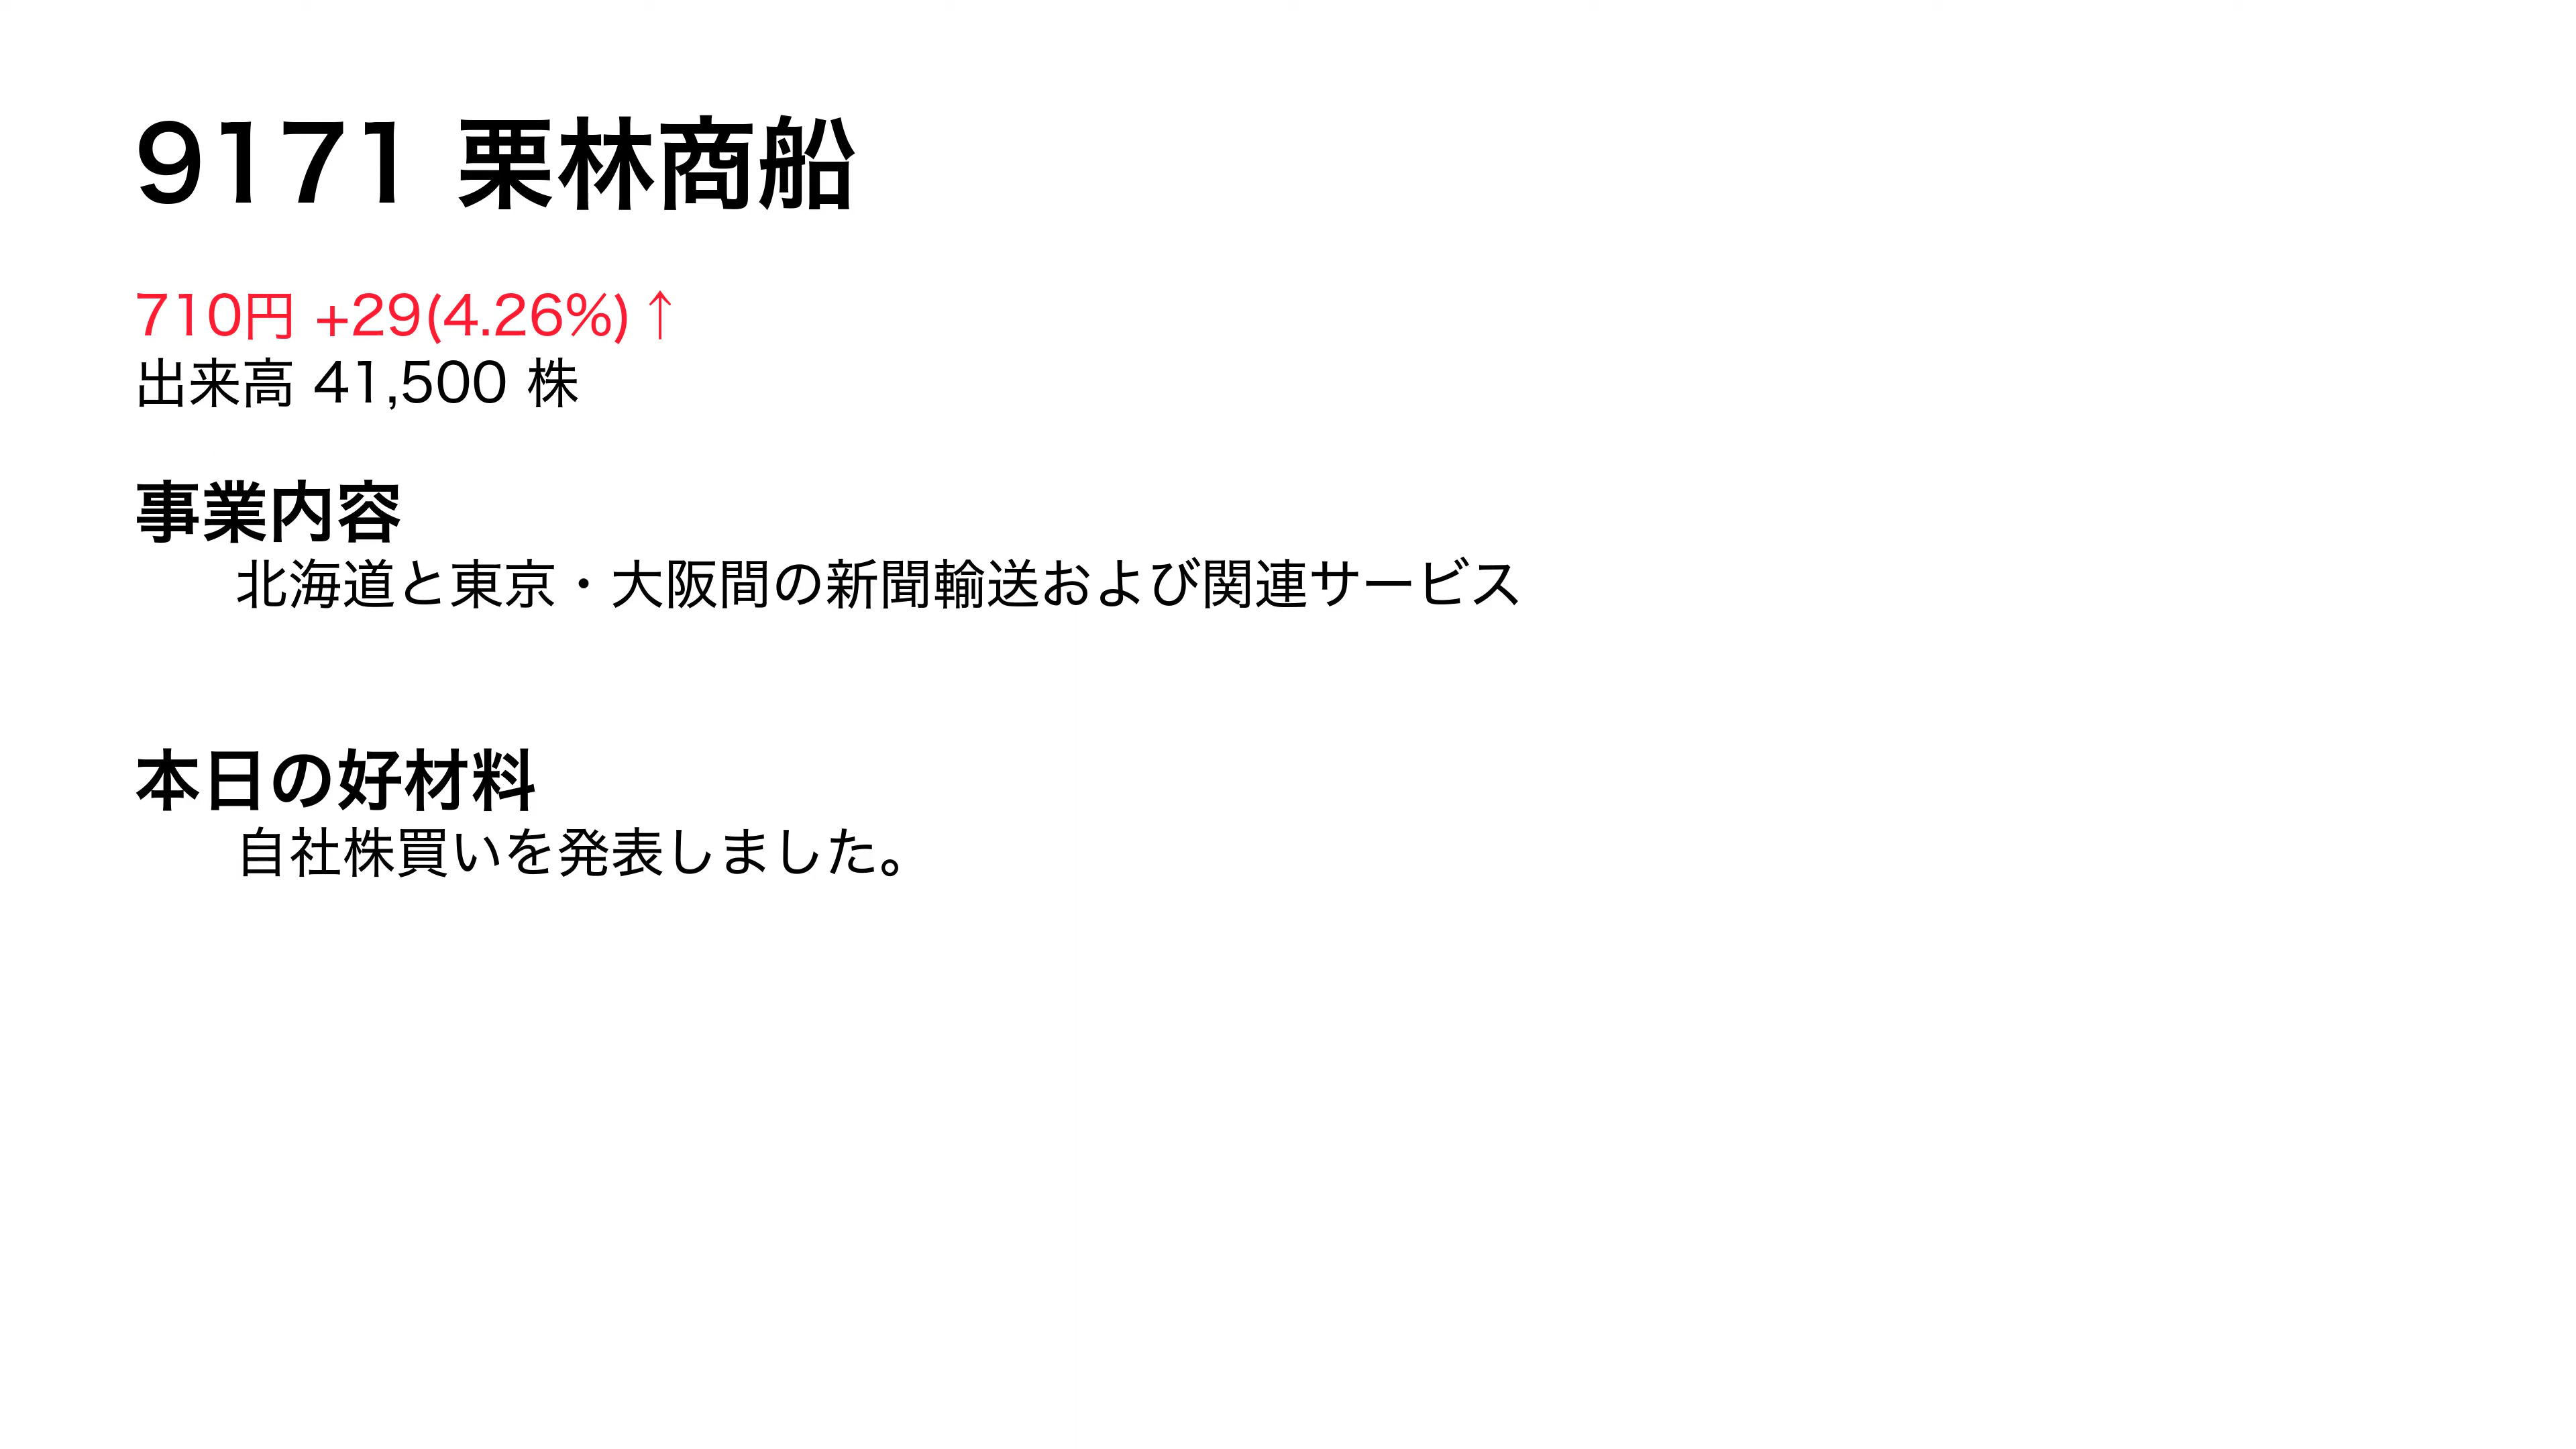 9171 栗林商船
710円 +29(4.26%)↑
出来高 41,500 株
事業内容
北海道と東京・大阪間の新聞輸送および関連サービス
本日の好材料
自社株買いを発表しました。